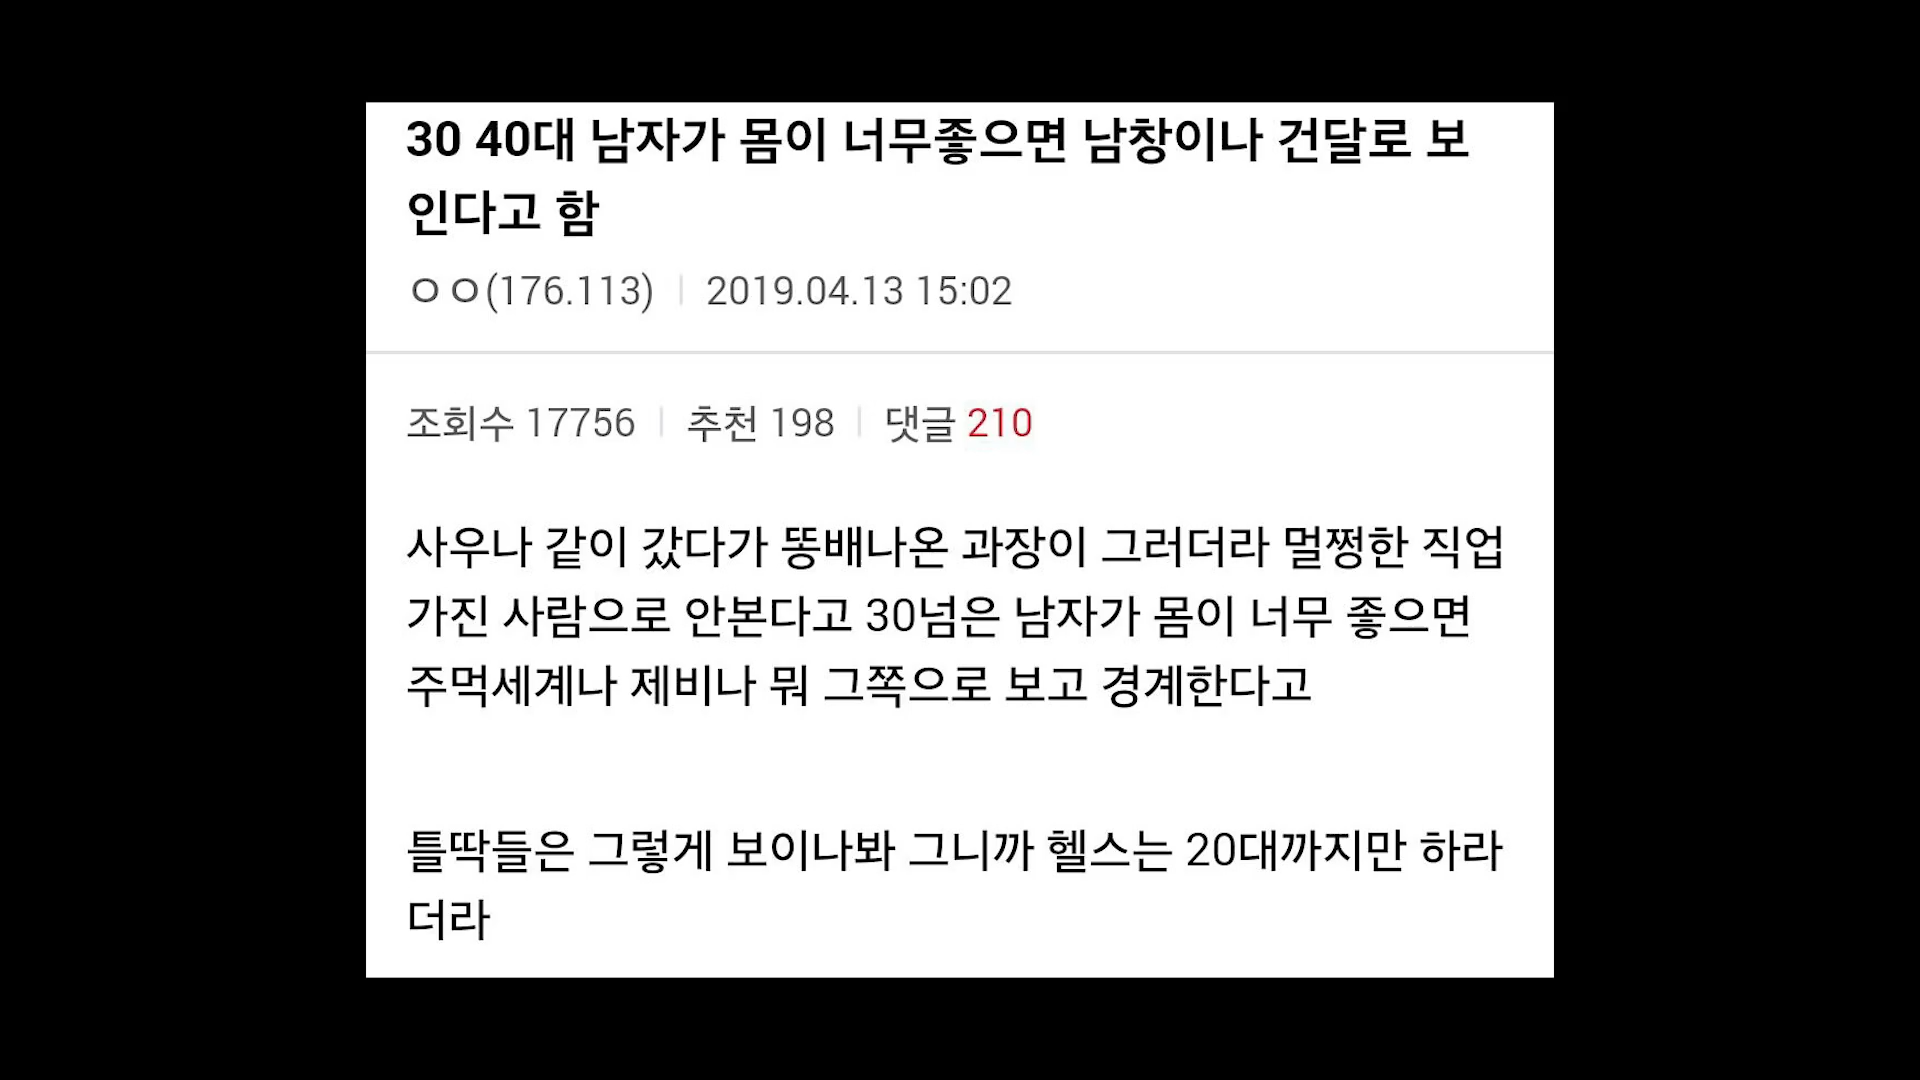 30 40대 남자가 몸이 너무좋으면 남창이나 건달로 보
인다고 함
ㅇㅇ(176.113) | 2019.04.13 15:02
조회수 17756 | 추천 198 | 댓글 210
사우나 같이 갔다가 똥배나온 과장이 그러더라 멀쩡한 직업
가진 사람으로 안본다고 30넘은 남자가 몸이 너무 좋으면
주먹세계나 제비나 뭐 그쪽으로 보고 경계한다고
틀딱들은 그렇게 보이나봐 그니까 헬스는 20대까지만 하라
더라